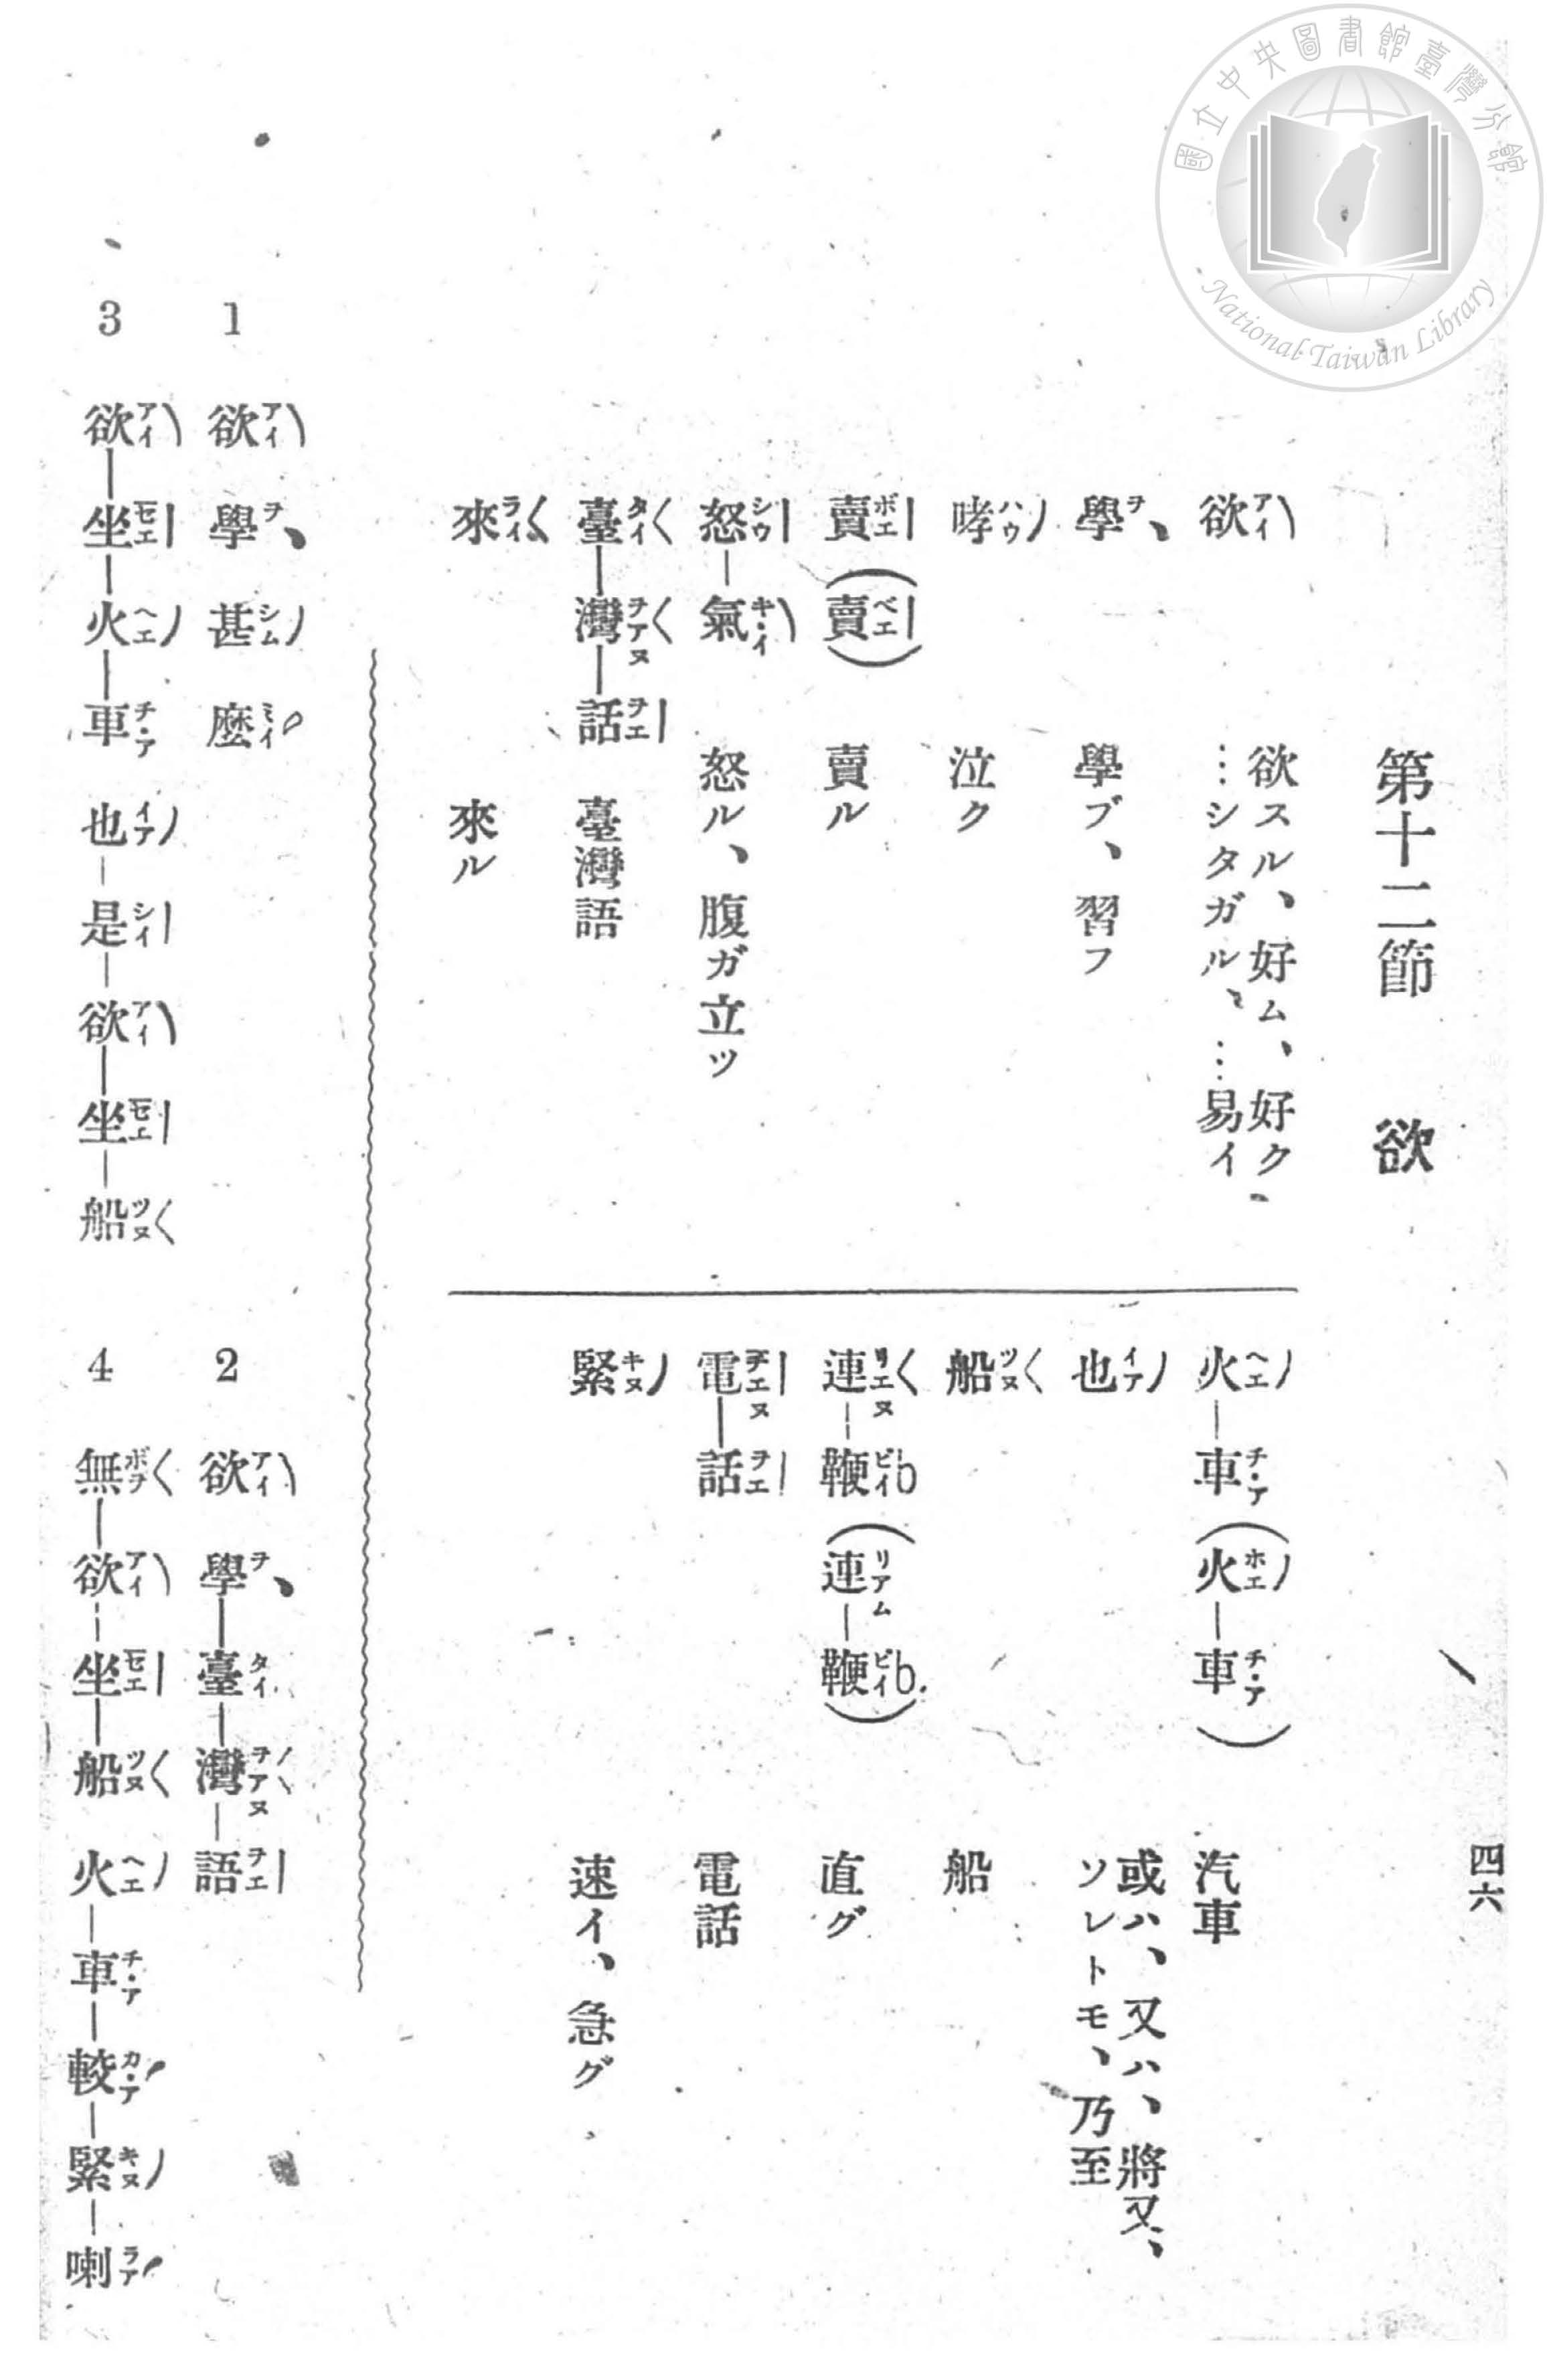 國立中央圖書館臺灣分館
National Taiwan Library
四六
第十二節 欲
欲 アイ 欲スル、好ム、好ク、
…シタガル、…易イ
學 ヲ 學ブ、習フ
哮 ハウ 泣ク
賣 ボエ (賣 ベエ) 賣ル
怒 シウ-氣 キ・イ 怒ル、腹ガ立ツ
臺 タイ-灣 ヲアヌ-話 ヲエ 臺灣語
來 ライ 來ル
火 ヘエ-車 チ・ア (火 ホエ-車 チ・ア) 汽車
也 イア 或ハ、又ハ、將又、
ソレトモ、乃至
船 ツヌ 船
連 リエヌ-鞭 ピイ (連 リアム-鞭 ピイ) 直グ
電 チエヌ-話 ヲエ 電話
緊 キヌ 速イ、急グ
1 欲 アイ 學 ヲ 甚 シム 麼 ミイ
2 欲 アイ 學 ヲ-臺 タイ-灣 ヲアヌ-語 ヲエ
3 欲 アイ-坐 セエ-火 ヘエ-車 チ・ア 也 イア-是 シイ-欲 アイ-坐 セエ-船 ツヌ
4 無 ボヲ-欲 アイ-坐 セエ-船 ツヌ 火 ヘエ-車 チ・ア-較 カ・ア-緊 キヌ-喇 ラア